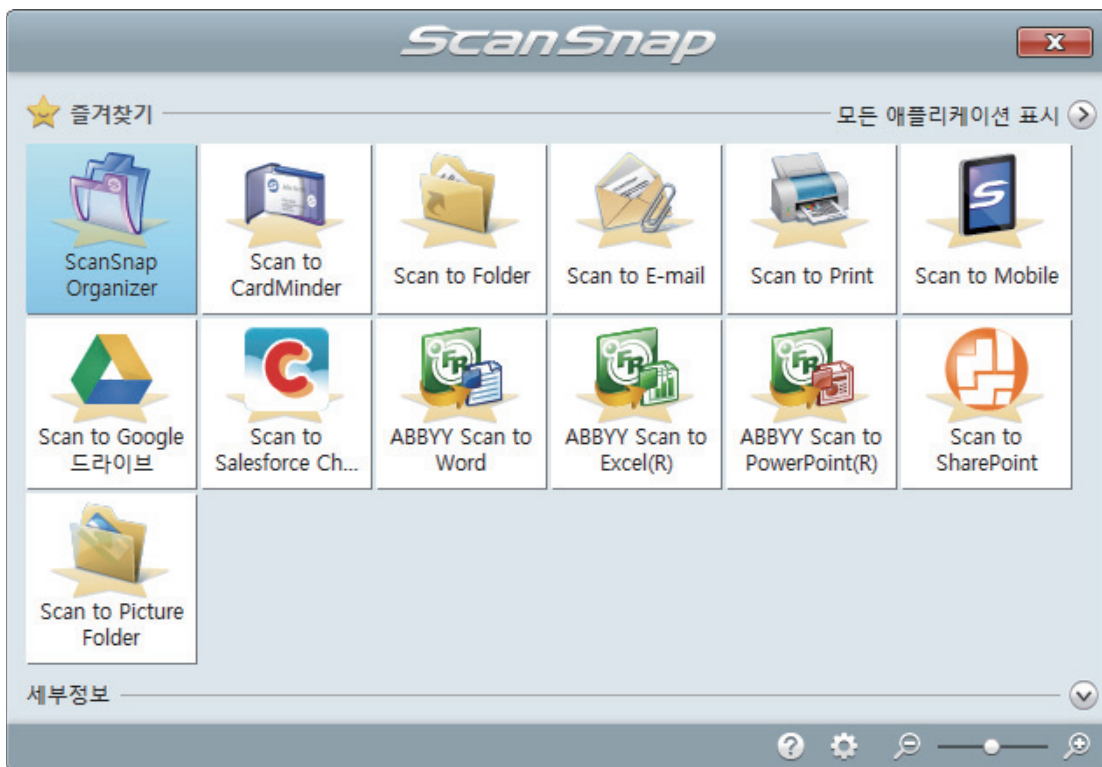 ScanSnap
즐겨찾기
모든 애플리케이션 표시
ScanSnap
Organizer
Scan to
CardMinder
Scan to Folder
Scan to E-mail
Scan to Print
Scan to Mobile
Scan to Google
드라이브
Scan to
Salesforce Ch...
ABBYY Scan to
Word
ABBYY Scan to
Excel(R)
ABBYY Scan to
PowerPoint(R)
Scan to
SharePoint
Scan to Picture
Folder
세부정보